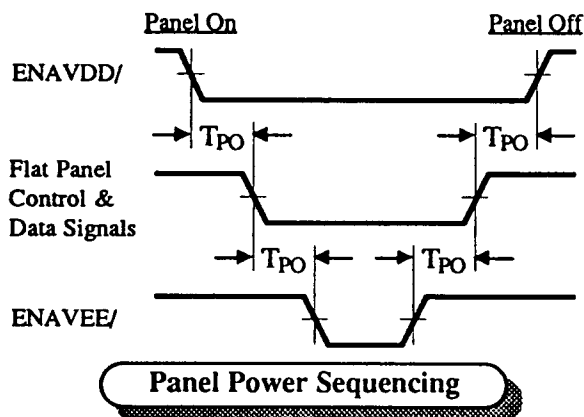 Panel On
Panel Off
ENAVDD/
TPO
TPO
Flat Panel
Control &
Data Signals
TPO
TPO
ENAVEE/
Panel Power Sequencing